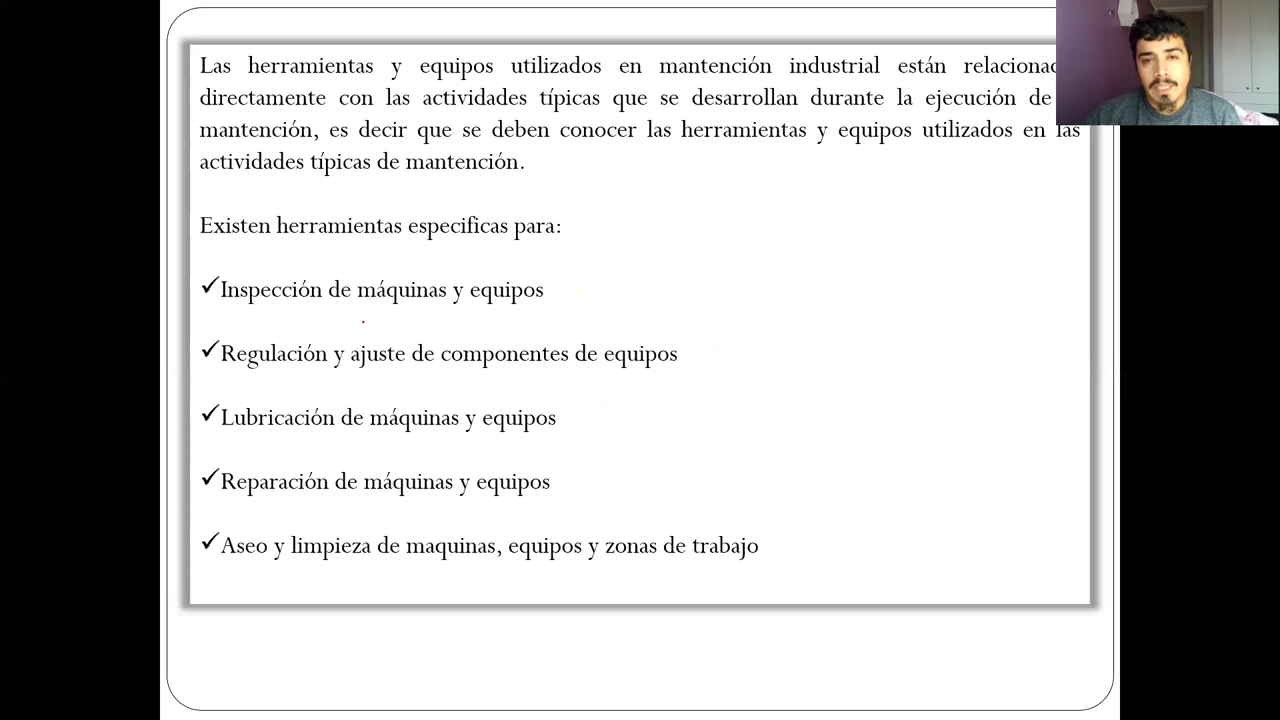 Las herramientas y equipos utilizados en mantención industrial están
directamente con las actividades típicas que se desarrollan durante la ejecución de
mantención, es decir que se deben conocer las herramientas y equipos utilizados en las
actividades típicas de mantención.
Existen herramientas especificas para:
✓Inspección de máquinas y equipos
✓Regulación y ajuste de componentes de equipos
✓Lubricación de máquinas y equipos
✓Reparación de máquinas y equipos
✓Aseo y limpieza de maquinas, equipos y zonas de trabajo